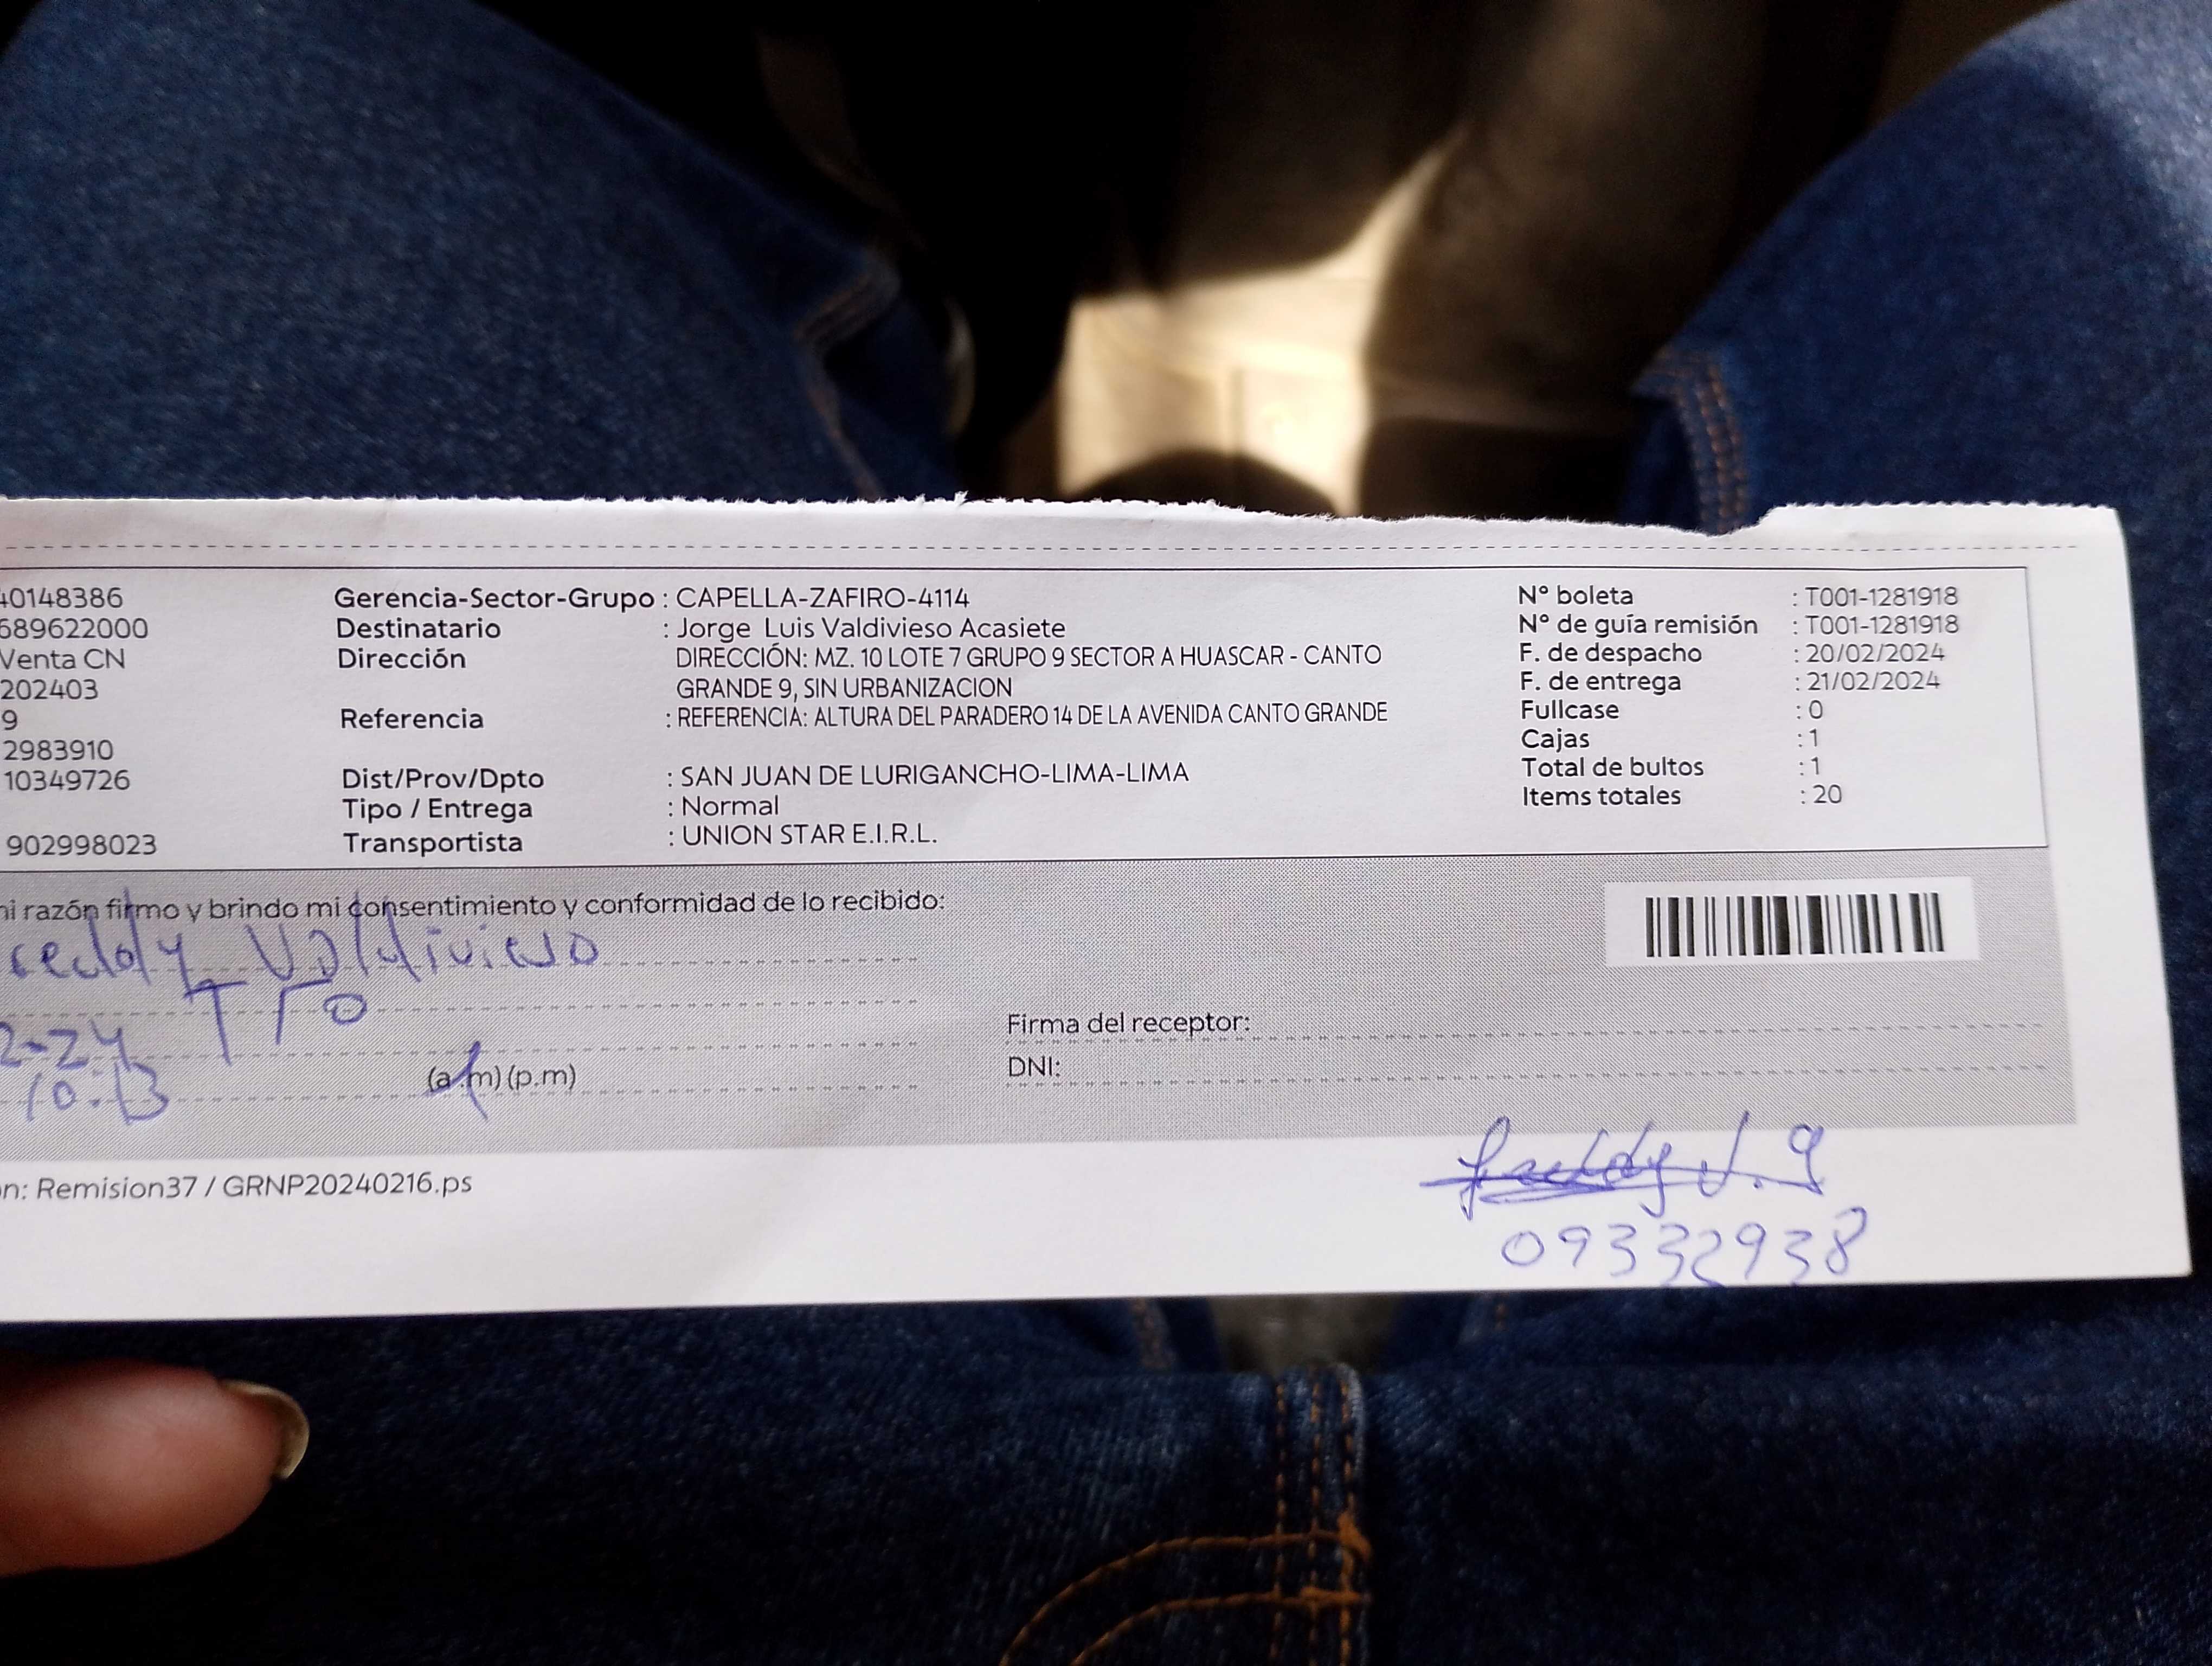 40148386
689622000
Venta CN
202403
9
2983910
10349726
902998023
Gerencia-Sector-Grupo : CAPELLA-ZAFIRO-4114
Destinatario : Jorge Luis Valdivieso Acasiete
Dirección DIRECCIÓN: MZ. 10 LOTE 7 GRUPO 9 SECTOR A HUASCAR - CANTO
GRANDE 9, SIN URBANIZACION
Referencia : REFERENCIA: ALTURA DEL PARADERO 14 DE LA AVENIDA CANTO GRANDE
Dist/Prov/Dpto : SAN JUAN DE LURIGANCHO-LIMA-LIMA
Tipo / Entrega : Normal
Transportista : UNION STAR E.I.R.L.
N° boleta : T001-1281918
N° de guía remisión : T001-1281918
F. de despacho : 20/02/2024
F. de entrega : 21/02/2024
Fullcase : 0
Cajas : 1
Total de bultos : 1
Items totales : 20
mi razón firmo y brindo mi consentimiento y conformidad de lo recibido:
reddy Valdivieso
TIO
2-24
10:13 (a.m) (p.m)
Firma del receptor:
DNI:
freddy V. G
09332938
n: Remision37 / GRNP20240216.ps